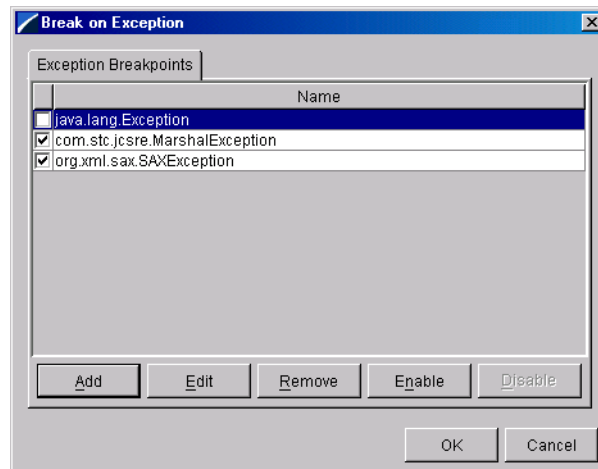 Break on Exception
Exception Breakpoints
Name
java.lang.Exception
com.stc.jcsre.MarshalException
org.xml.sax.SAXException
Add Edit Remove Enable Disable
OK Cancel